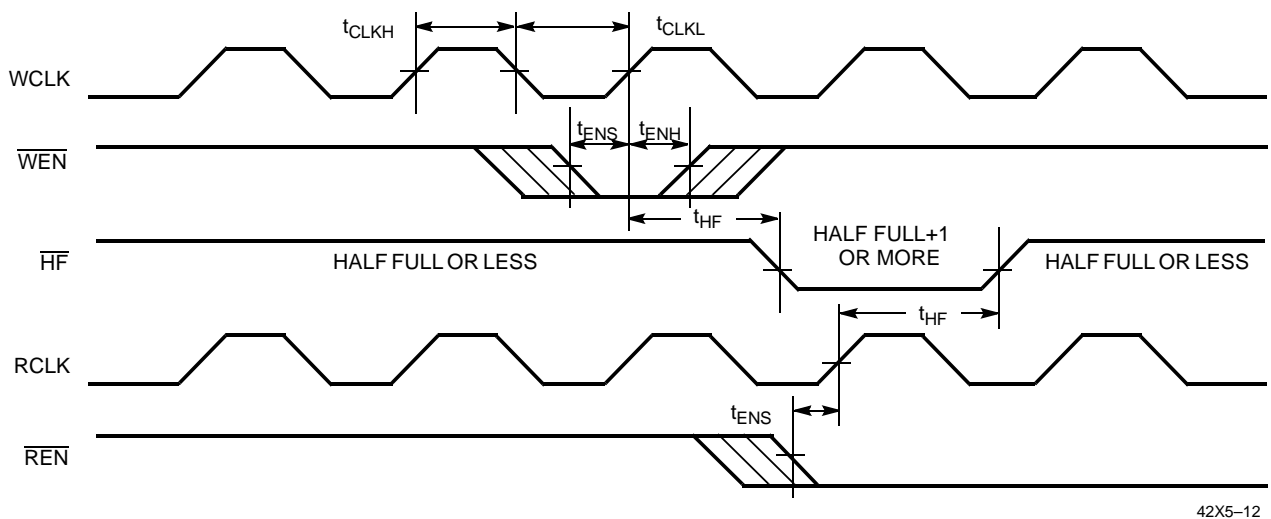 tCLKH
tCLKL
WCLK
tENS
tENH
WEN
tHF
HALF FULL+1
OR MORE
HF
HALF FULL OR LESS
HALF FULL OR LESS
tHF
RCLK
tENS
REN
42X5–12